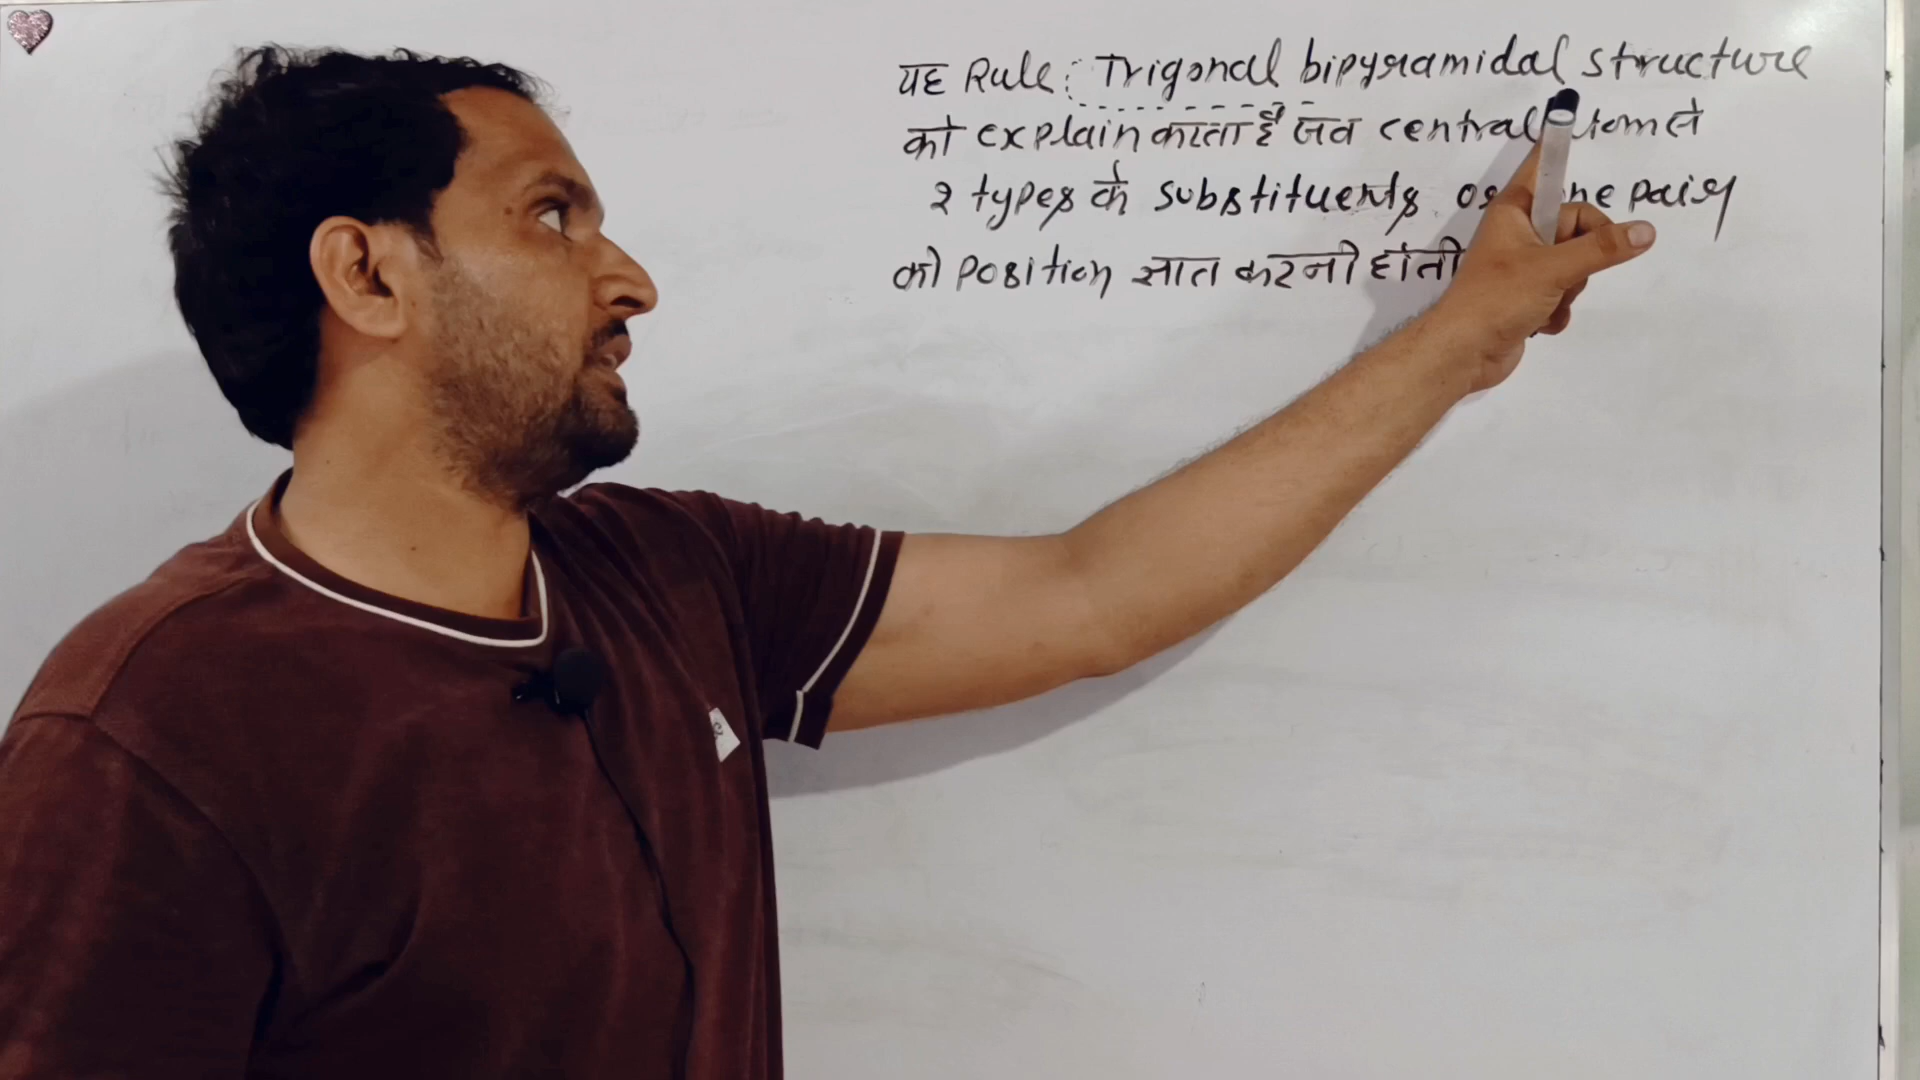 यह Rule: Trigonal bipyramidal structure
को explain करता है जब central atom से
2 types के substituents or lone pair
की position ज्ञात करनी होती